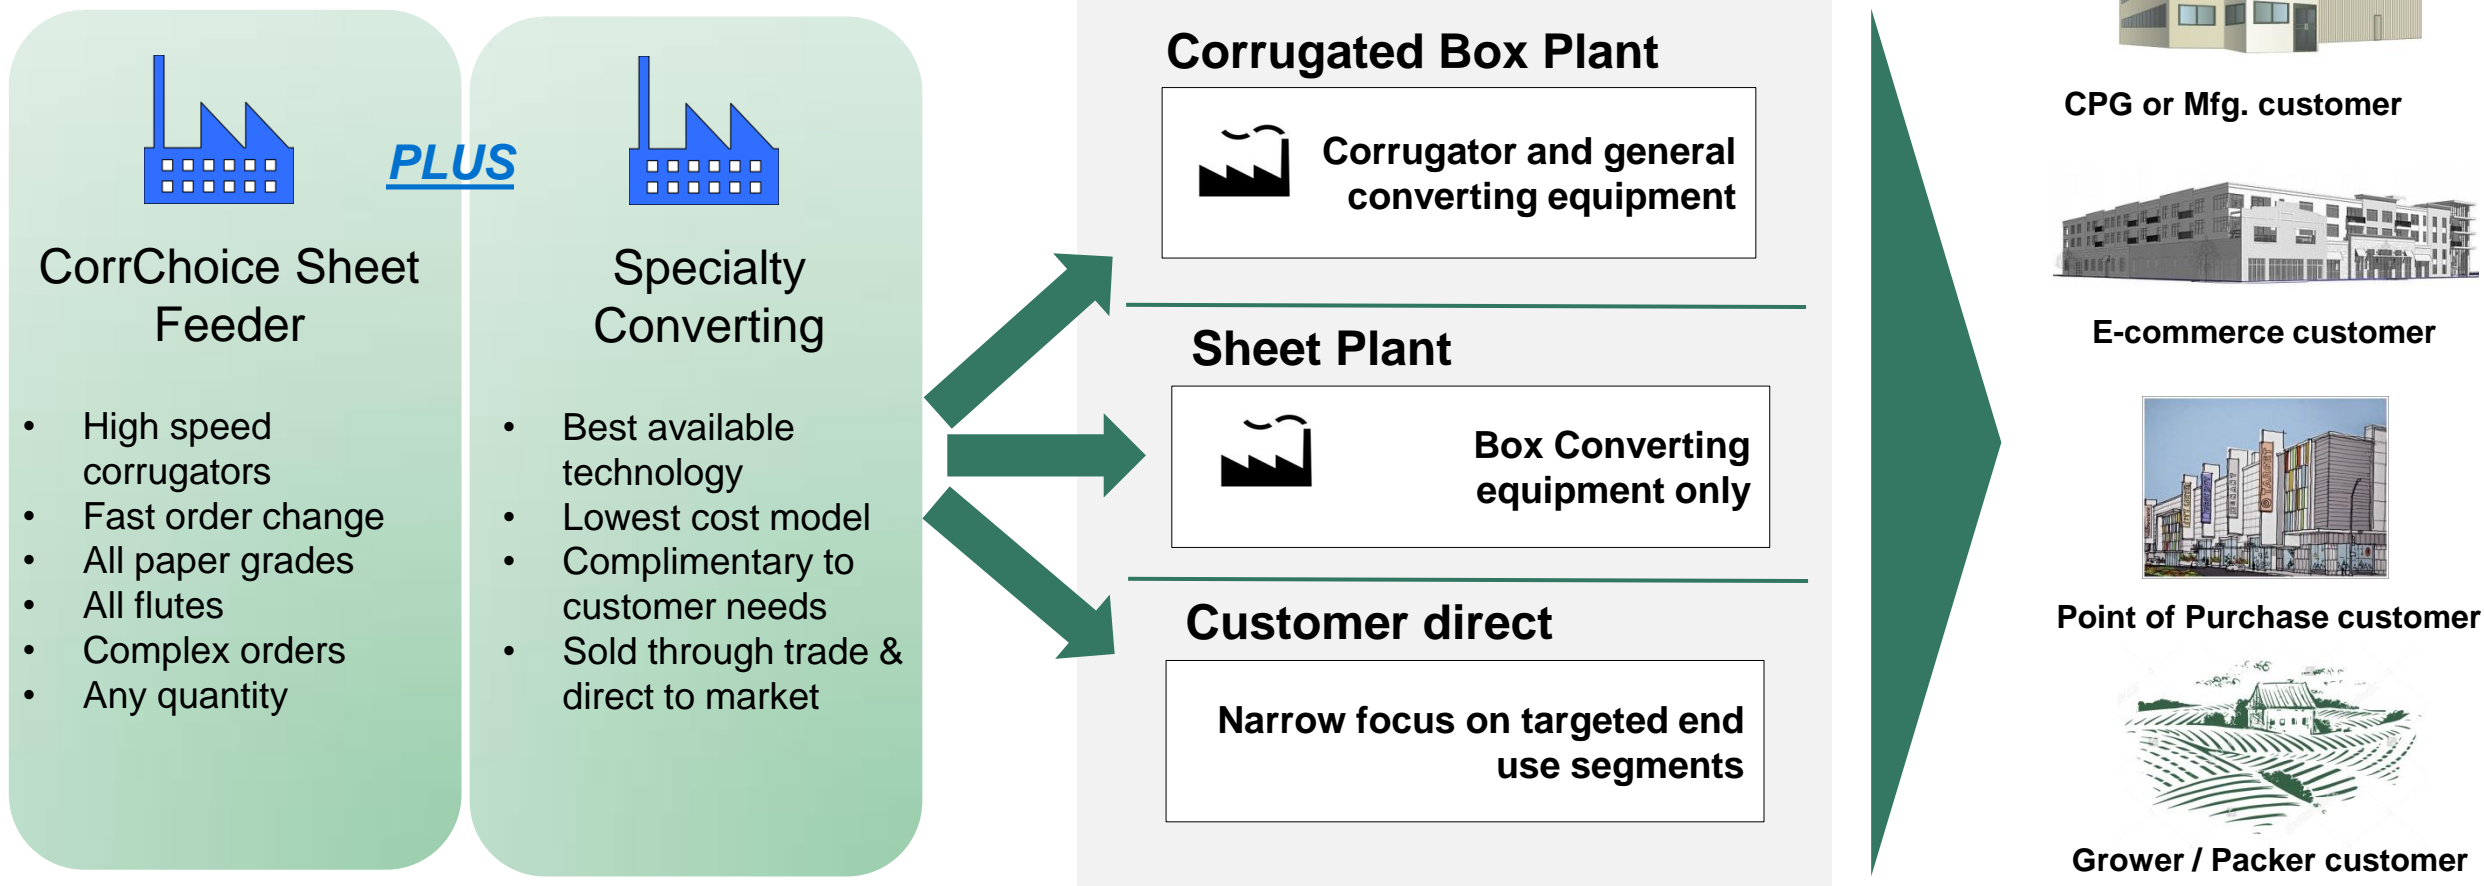 PLUS
CorrChoice Sheet
Feeder
• High speed
corrugators
• Fast order change
• All paper grades
• All flutes
• Complex orders
• Any quantity
Specialty
Converting
• Best available
technology
• Lowest cost model
• Complimentary to
customer needs
• Sold through trade &
direct to market
Corrugated Box Plant
Corrugator and general
converting equipment
Sheet Plant
Box Converting
equipment only
Customer direct
Narrow focus on targeted end
use segments
CPG or Mfg. customer
E-commerce customer
TARGET
Point of Purchase customer
Grower / Packer customer